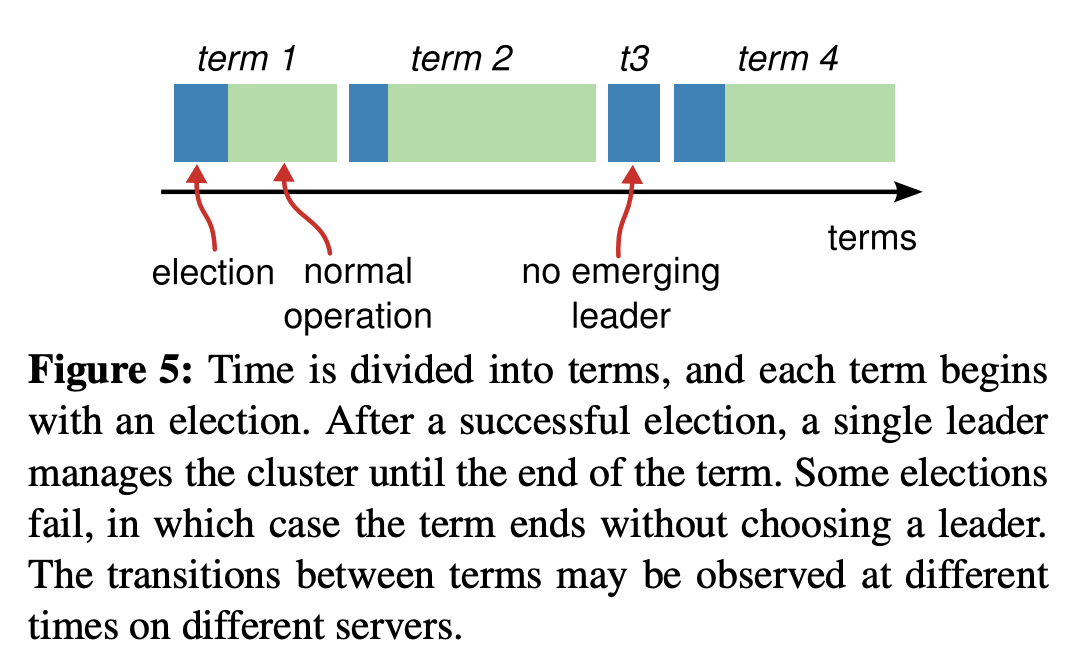 term 1 term 2 t3 term 4
terms
election normal operation no emerging leader
Figure 5: Time is divided into terms, and each term begins
with an election. After a successful election, a single leader
manages the cluster until the end of the term. Some elections
fail, in which case the term ends without choosing a leader.
The transitions between terms may be observed at different
times on different servers.